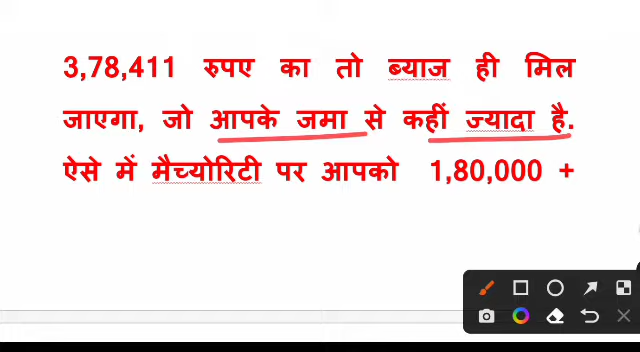 3,78,411 रुपए का तो ब्याज ही मिल
जाएगा, जो आपके जमा से कहीं ज्यादा है.
ऐसे में मैच्योरिटी पर आपको 1,80,000 +